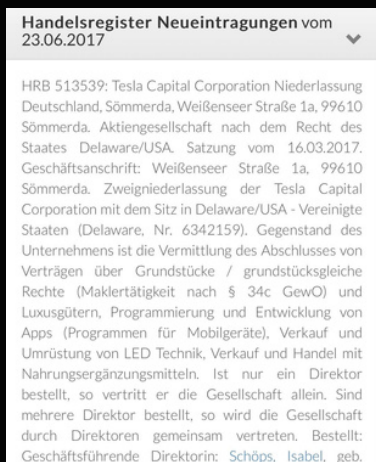 Handelsregister Neueintragungen vom
23.06.2017
HRB 513539: Tesla Capital Corporation Niederlassung
Deutschland, Sömmerda, Weißenseer Straße 1a, 99610
Sömmerda. Aktiengesellschaft nach dem Recht des
Staates Delaware/USA. Satzung vom 16.03.2017.
Geschäftsanschrift: Weißenseer Straße 1a, 99610
Sömmerda. Zweigniederlassung der Tesla Capital
Corporation mit dem Sitz in Delaware/USA - Vereinigte
Staaten (Delaware, Nr. 6342159). Gegenstand des
Unternehmens ist die Vermittlung des Abschlusses von
Verträgen über Grundstücke / grundstücksgleiche
Rechte (Maklertätigkeit nach § 34c GewO) und
Luxusgütern, Programmierung und Entwicklung von
Apps (Programmen für Mobilgeräte), Verkauf und
Umrüstung von LED Technik, Verkauf und Handel mit
Nahrungsergänzungsmitteln. Ist nur ein Direktor
bestellt, so vertritt er die Gesellschaft allein. Sind
mehrere Direktor bestellt, so wird die Gesellschaft
durch Direktoren gemeinsam vertreten. Bestellt:
Geschäftsführende Direktorin: Schöps, Isabel, geb.